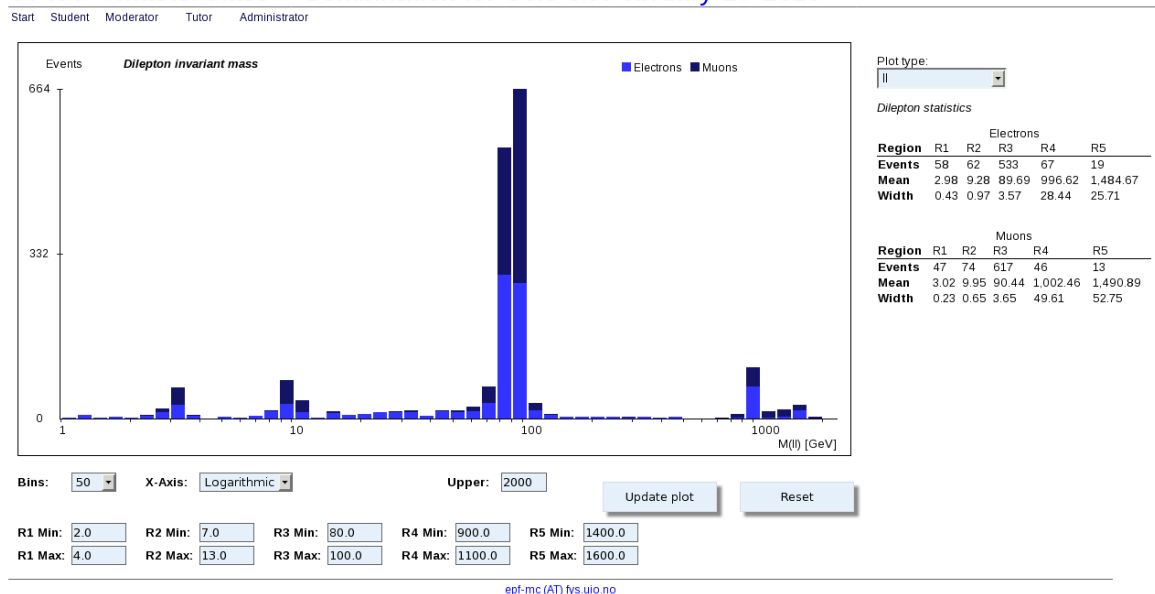 Start Student Moderator Tutor Administrator
Events Dilepton invariant mass Electrons Muons
664
332
0
1 10 100 1000
M(ll) [GeV]
Plot type:
ll
Dilepton statistics
Electrons
Region R1 R2 R3 R4 R5
Events 58 62 533 67 19
Mean 2.98 9.28 89.69 996.62 1,484.67
Width 0.43 0.97 3.57 28.44 25.71
Muons
Region R1 R2 R3 R4 R5
Events 47 74 617 46 13
Mean 3.02 9.95 90.44 1,002.46 1,490.89
Width 0.23 0.65 3.65 49.61 52.75
Bins: 50 X-Axis: Logarithmic Upper: 2000 Update plot Reset
R1 Min: 2.0 R2 Min: 7.0 R3 Min: 80.0 R4 Min: 900.0 R5 Min: 1400.0
R1 Max: 4.0 R2 Max: 13.0 R3 Max: 100.0 R4 Max: 1100.0 R5 Max: 1600.0
epf-mc (AT) fys.uio.no